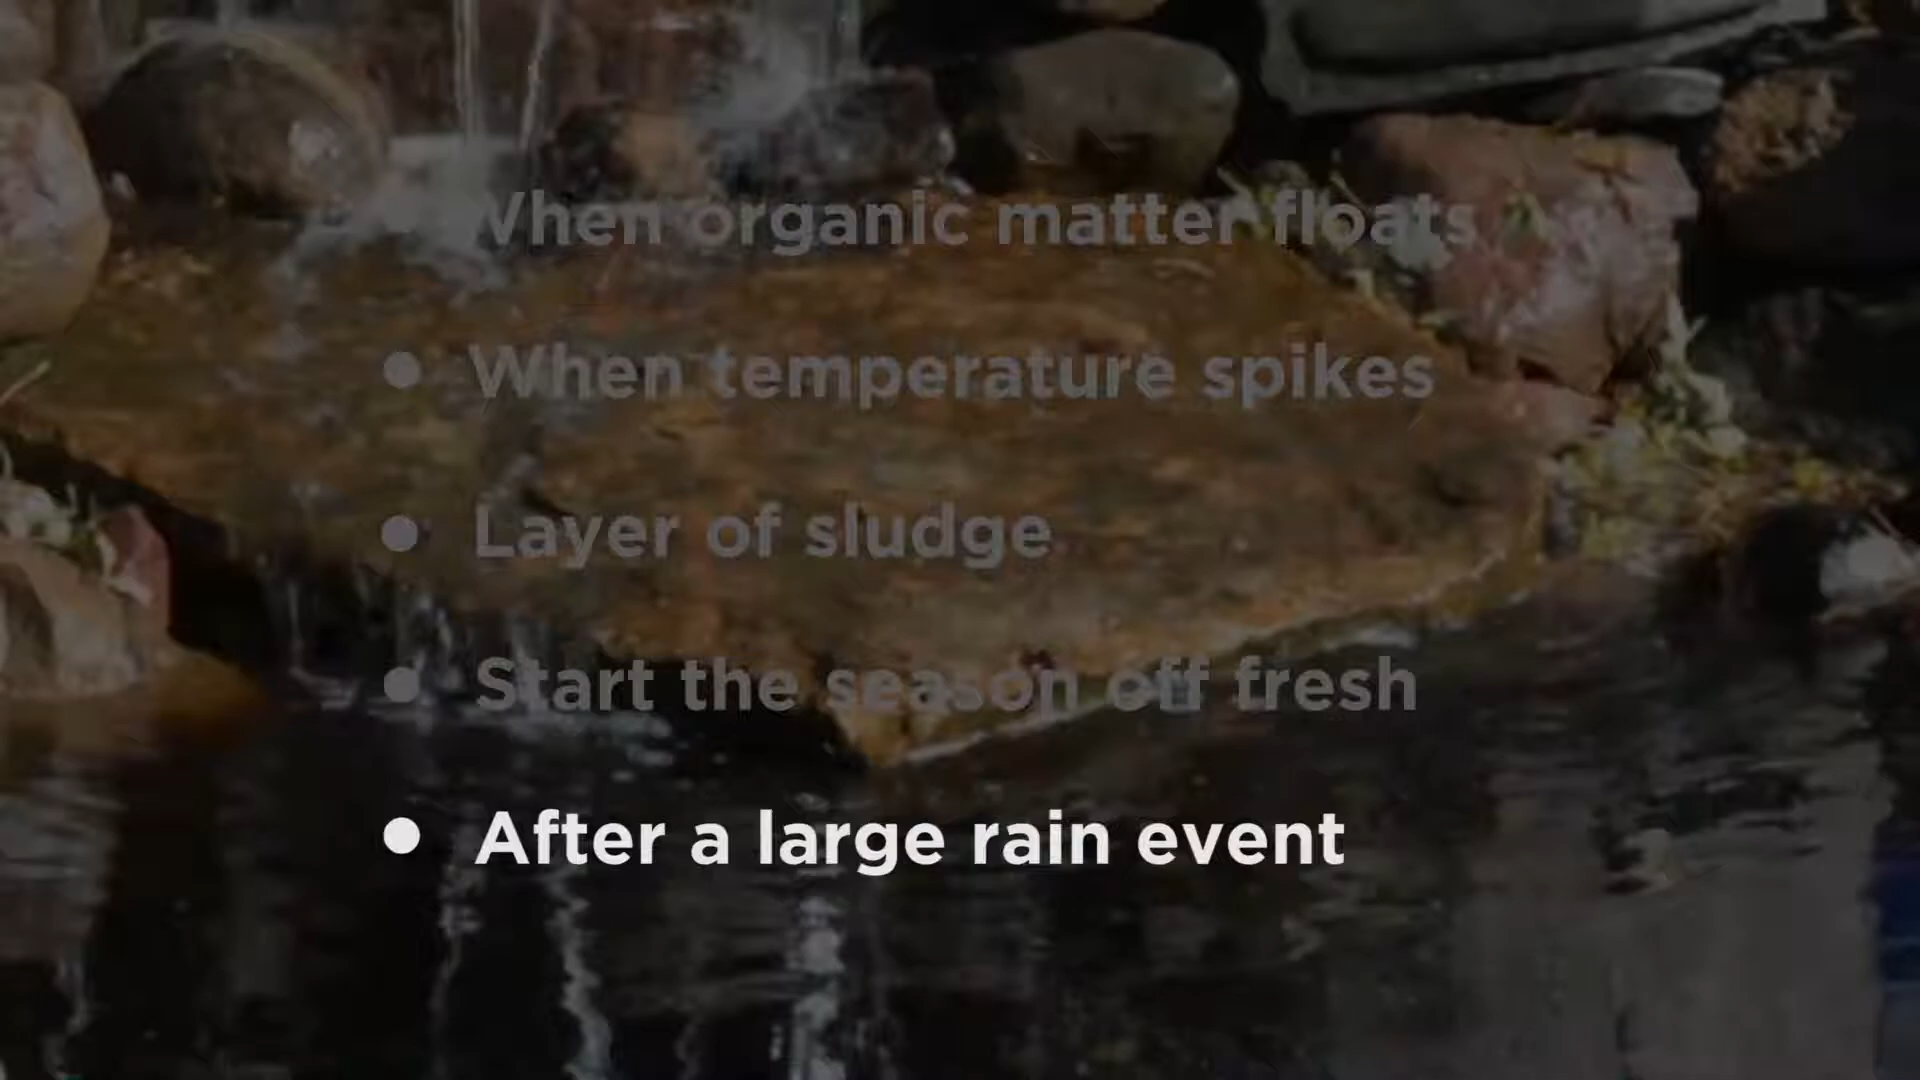 When organic matter floats
● When temperature spikes
● Layer of sludge
● Start the season off fresh
● After a large rain event